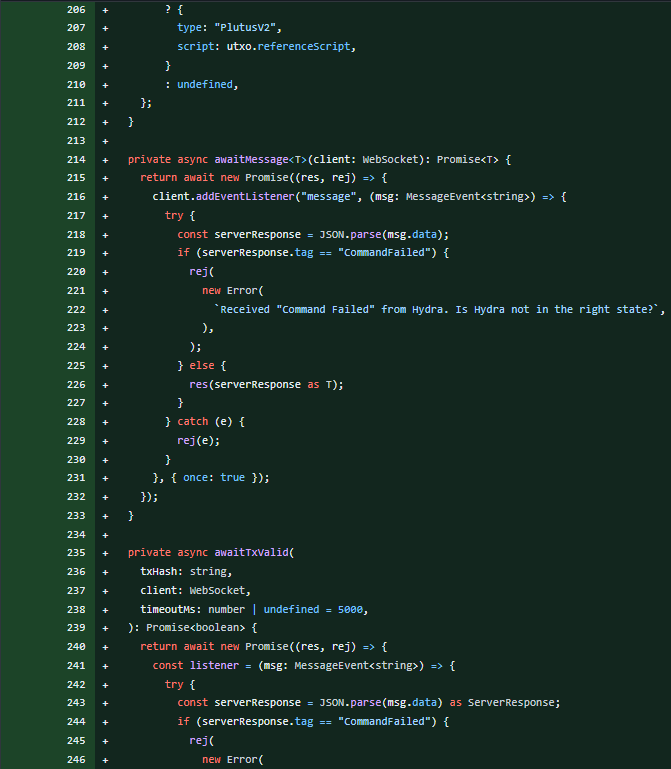 206 +         ? {
207 +           type: "PlutusV2",
208 +           script: utxo.referenceScript,
209 +         }
210 +         : undefined,
211 +     };
212 +   }
213 +
214 +   private async awaitMessage<T>(client: WebSocket): Promise<T> {
215 +     return await new Promise((res, rej) => {
216 +       client.addEventListener("message", (msg: MessageEvent<string>) => {
217 +         try {
218 +           const serverResponse = JSON.parse(msg.data);
219 +           if (serverResponse.tag == "CommandFailed") {
220 +             rej(
221 +               new Error(
222 +                 `Received "Command Failed" from Hydra. Is Hydra not in the right state?`,
223 +               ),
224 +             );
225 +           } else {
226 +             res(serverResponse as T);
227 +           }
228 +         } catch (e) {
229 +           rej(e);
230 +         }
231 +       }, { once: true });
232 +     });
233 +   }
234 +
235 +   private async awaitTxValid(
236 +     txHash: string,
237 +     client: WebSocket,
238 +     timeoutMs: number | undefined = 5000,
239 +   ): Promise<boolean> {
240 +     return await new Promise((res, rej) => {
241 +       const listener = (msg: MessageEvent<string>) => {
242 +         try {
243 +           const serverResponse = JSON.parse(msg.data) as ServerResponse;
244 +           if (serverResponse.tag == "CommandFailed") {
245 +             rej(
246 +               new Error(